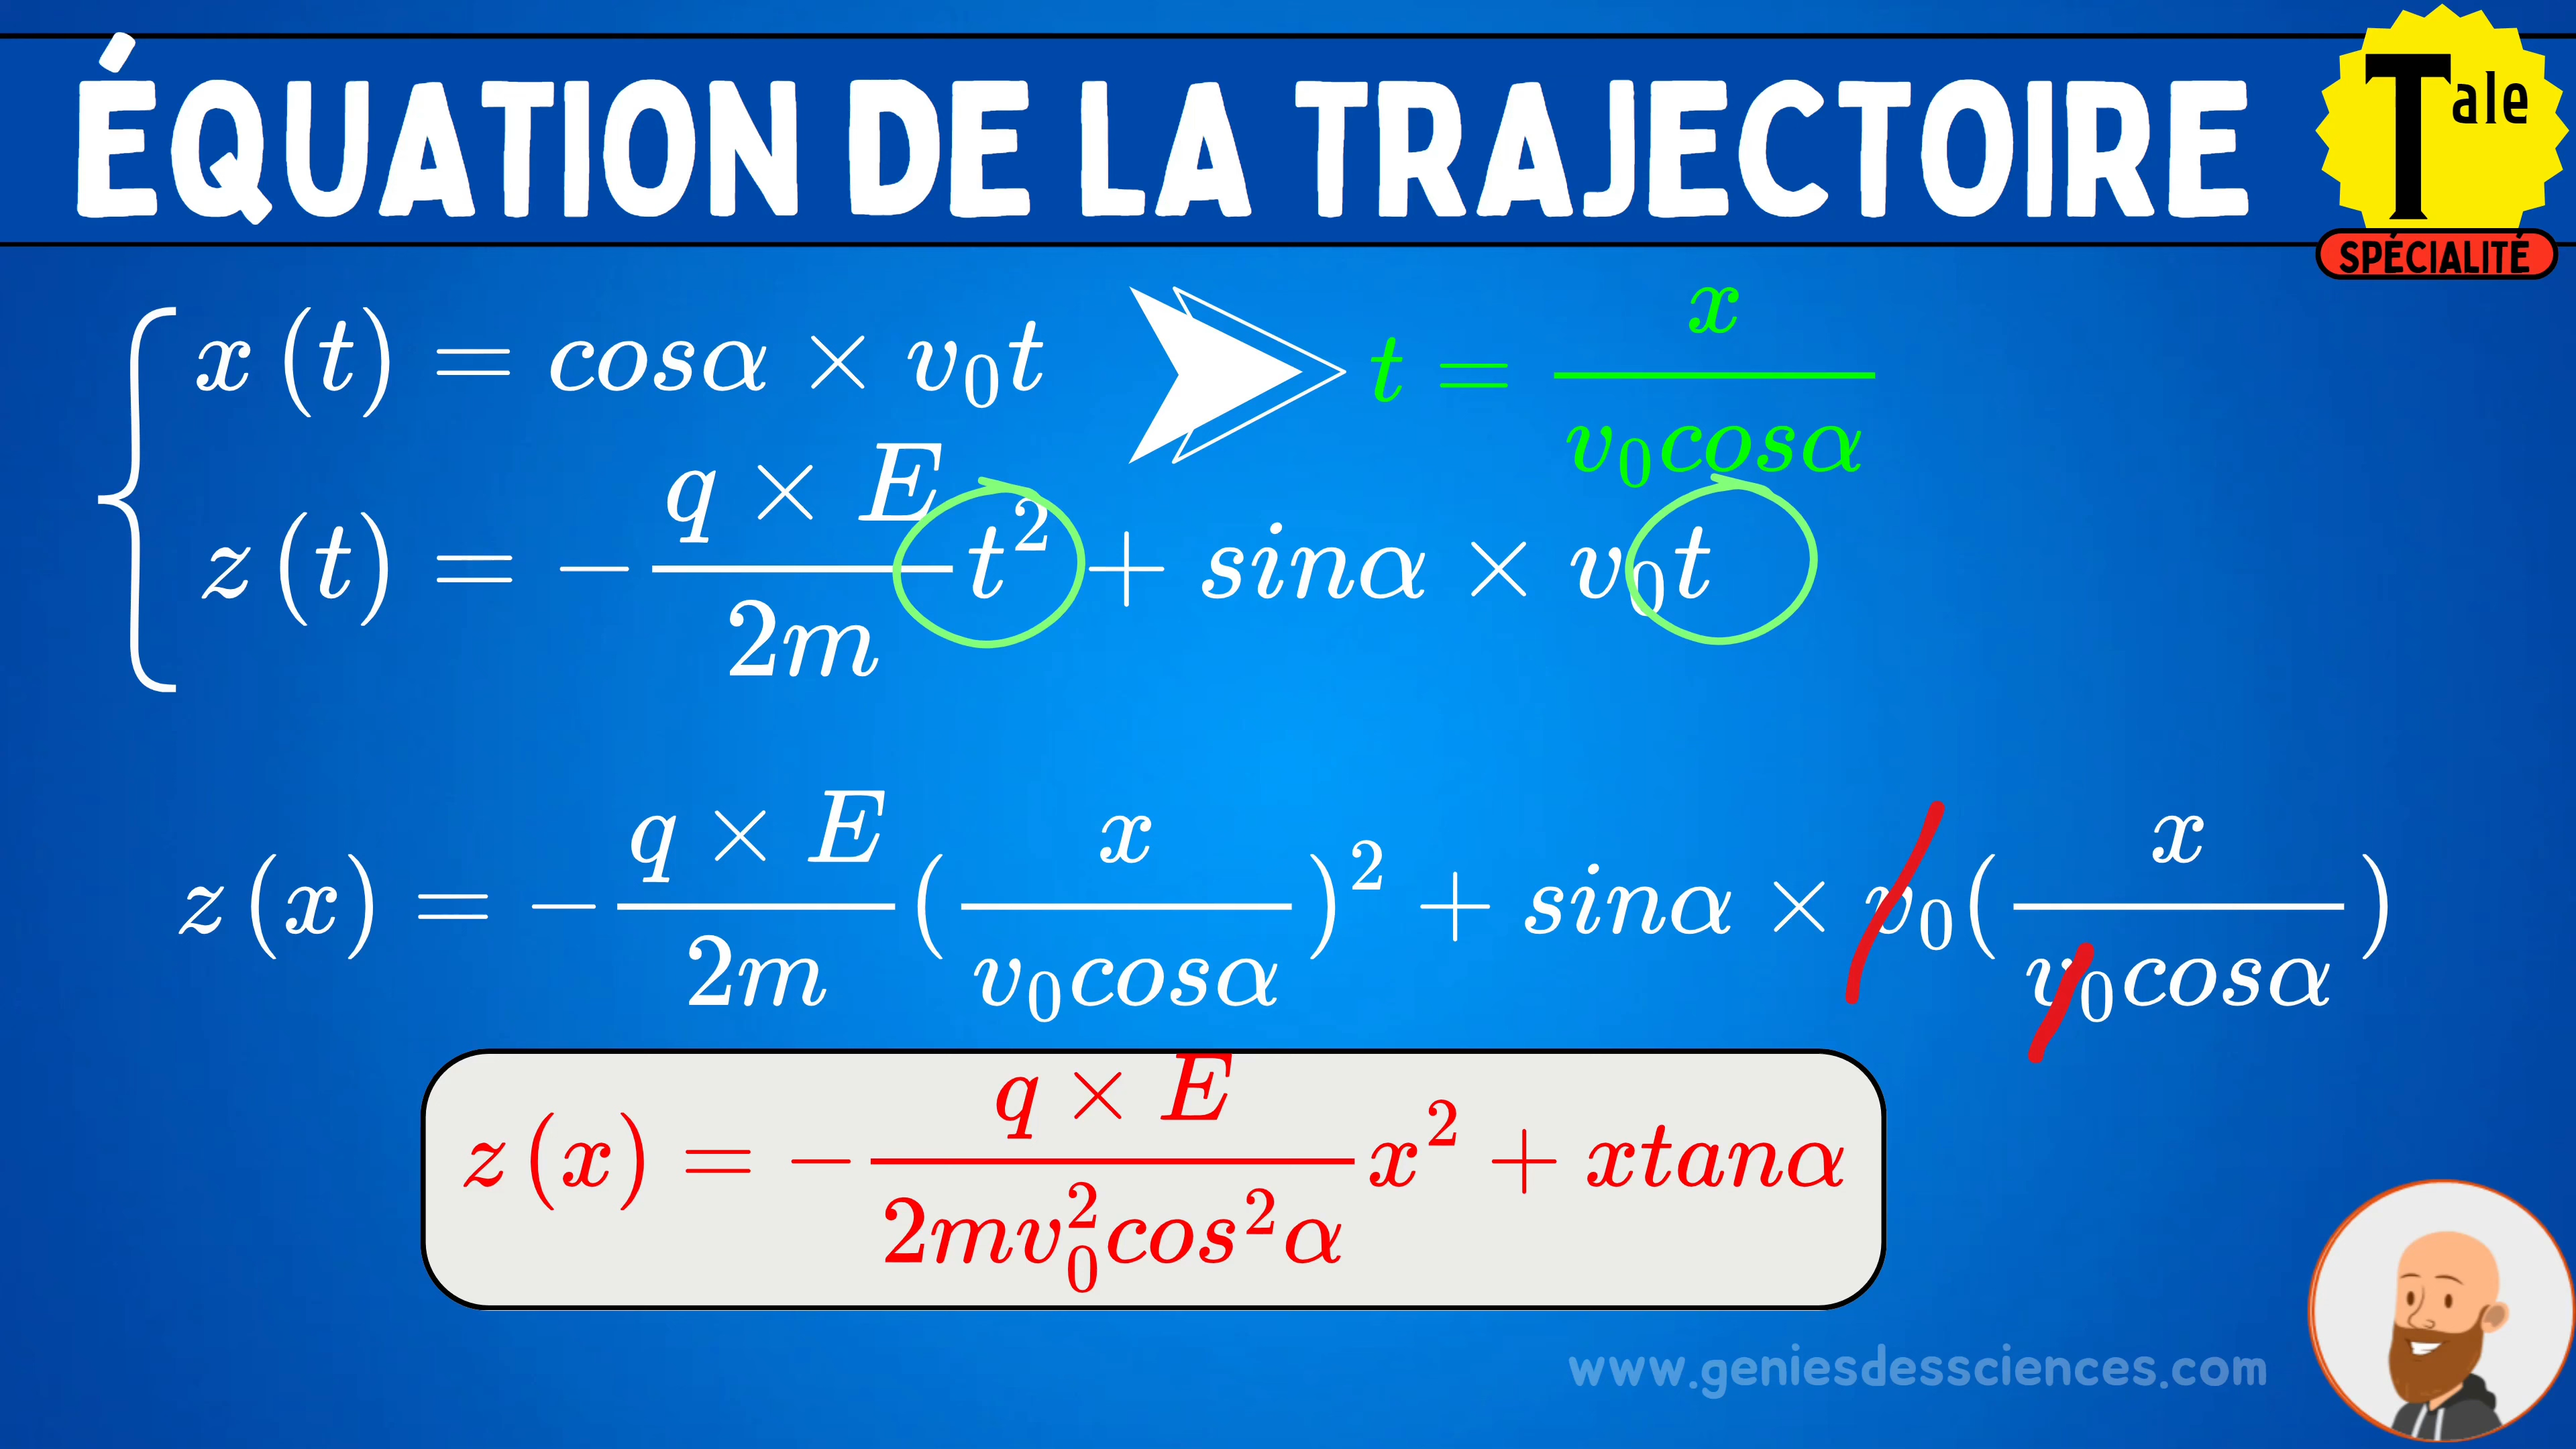 ÉQUATION DE LA TRAJECTOIRE
Tale
SPÉCIALITÉ
x (t) = cosα × v₀t
t = x / v₀cosα
z (t) = − q × E / 2m t² + sinα × v₀t
z (x) = − q × E / 2m ( x / v₀cosα )² + sinα × v₀( x / v₀cosα )
z (x) = − q × E / 2mv₀²cos²α x² + xtanα
www.geniesdessciences.com